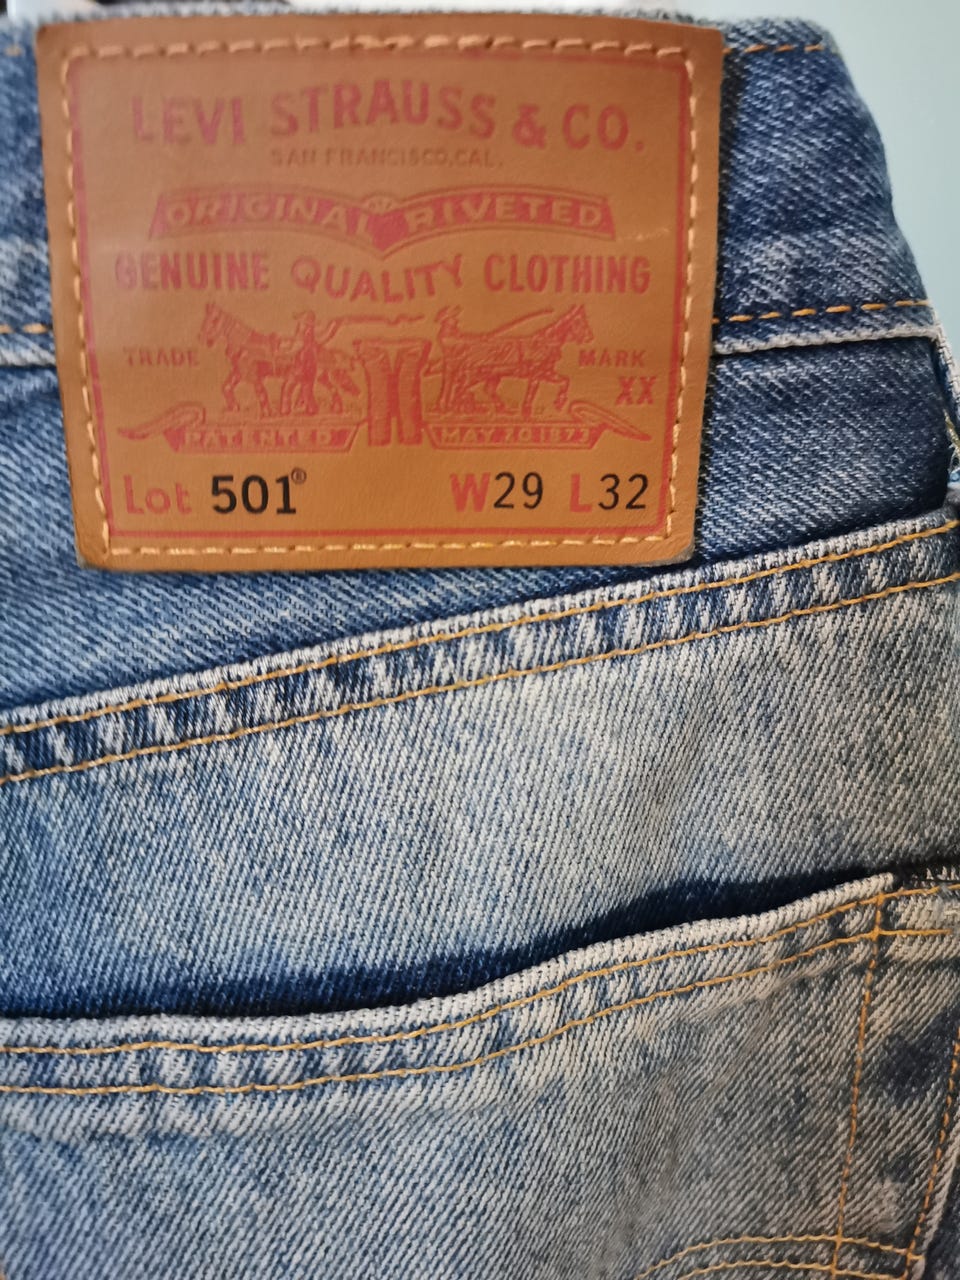 LEVI STRAUSS & CO.
SAN FRANCISCO, CAL.
ORIGINAL RIVETED
GENUINE QUALITY CLOTHING
TRADE MARK
XX
PATENTED MAY 20 1873
Lot 501® W29 L32